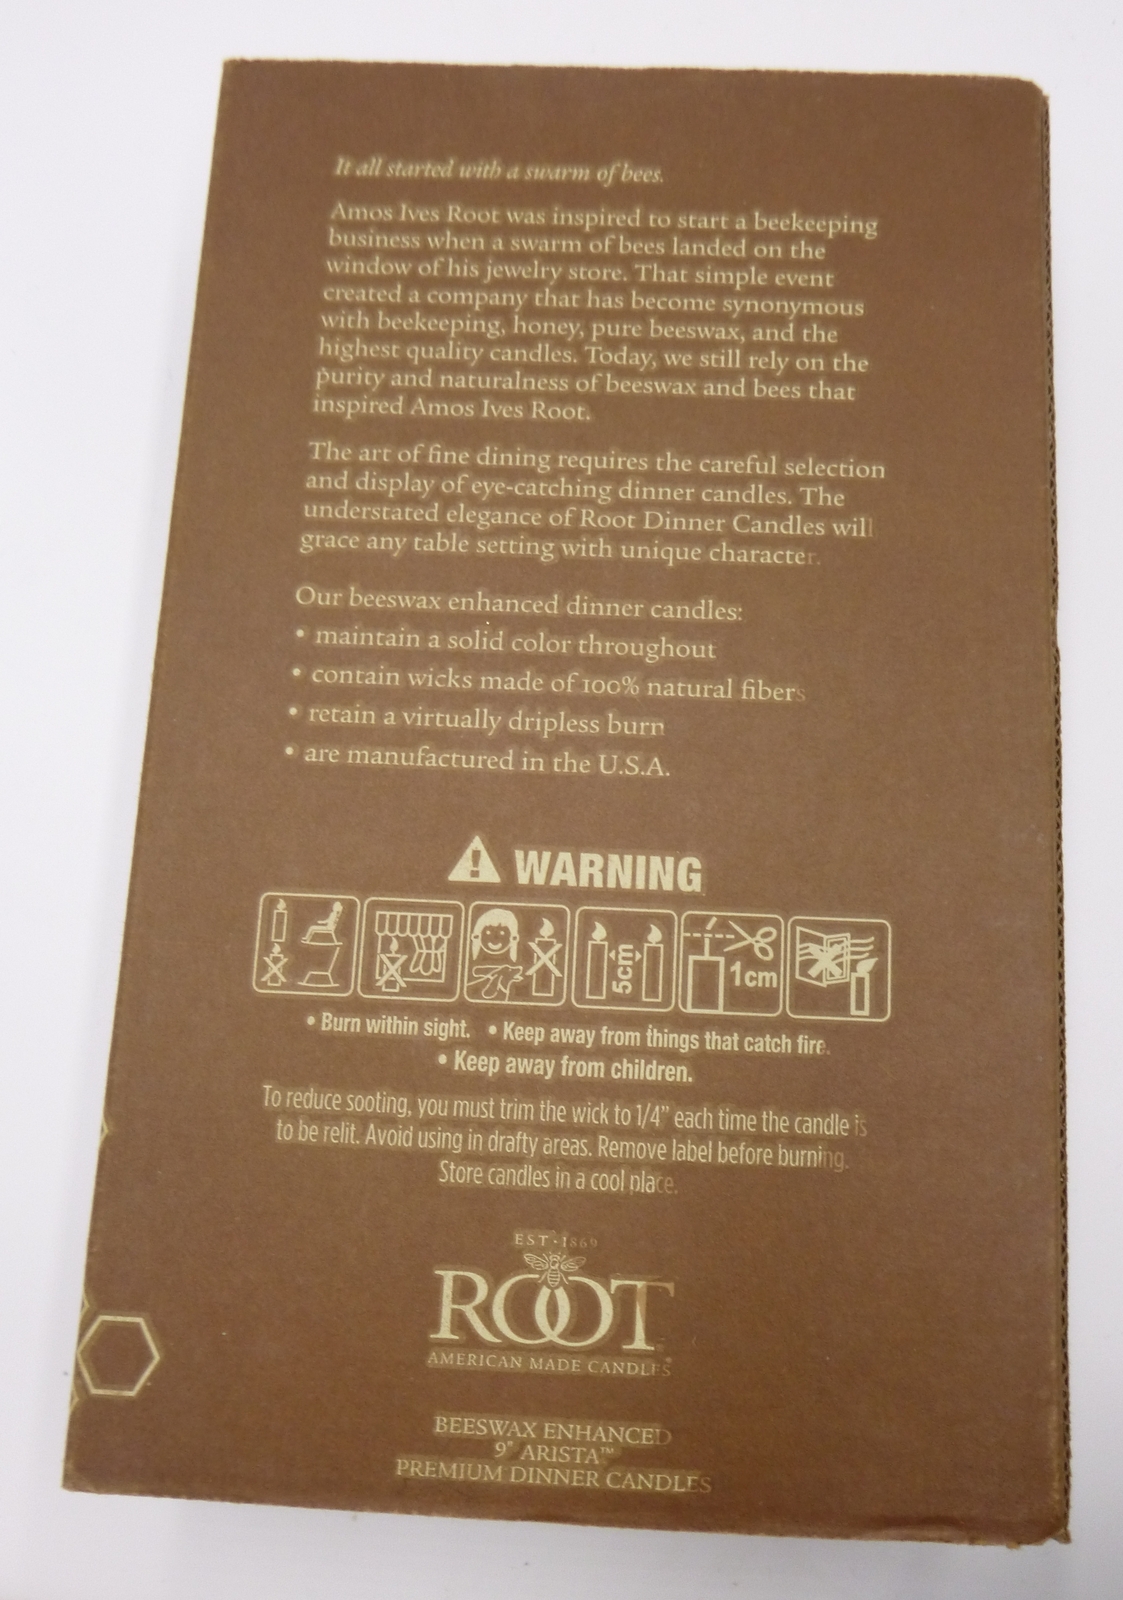 It all started with a swarm of bees.
Amos Ives Root was inspired to start a beekeeping
business when a swarm of bees landed on the
window of his jewelry store. That simple event
created a company that has become synonymous
with beekeeping, honey, pure beeswax, and the
highest quality candles. Today, we still rely on the
purity and naturalness of beeswax and bees that
inspired Amos Ives Root.
The art of fine dining requires the careful selection
and display of eye-catching dinner candles. The
understated elegance of Root Dinner Candles will
grace any table setting with unique character.
Our beeswax enhanced dinner candles:
• maintain a solid color throughout
• contain wicks made of 100% natural fibers
• retain a virtually dripless burn
• are manufactured in the U.S.A.
WARNING
5cm 1cm
• Burn within sight. • Keep away from things that catch fire.
• Keep away from children.
To reduce sooting, you must trim the wick to 1/4” each time the candle is
to be relit. Avoid using in drafty areas. Remove label before burning.
Store candles in a cool place.
EST·1869
ROOT
AMERICAN MADE CANDLES®
BEESWAX ENHANCED
9" ARISTA™
PREMIUM DINNER CANDLES